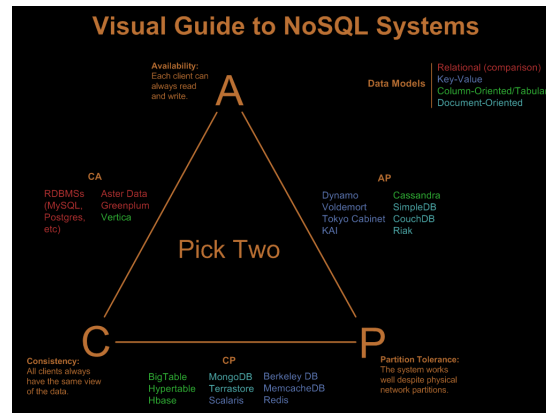 Visual Guide to NoSQL Systems
Availability:
Each client can
always read
and write.
A
Data Models
Relational (comparison)
Key-Value
Column-Oriented/Tabular
Document-Oriented
CA
RDBMSs
(MySQL,
Postgres,
etc)
Aster Data
Greenplum
Vertica
AP
Dynamo
Voldemort
Tokyo Cabinet
KAI
Cassandra
SimpleDB
CouchDB
Riak
Pick Two
C
P
Consistency:
All clients always
have the same view
of the data.
CP
BigTable
Hypertable
Hbase
MongoDB
Terrastore
Scalaris
Berkeley DB
MemcacheDB
Redis
Partition Tolerance:
The system works
well despite physical
network partitions.